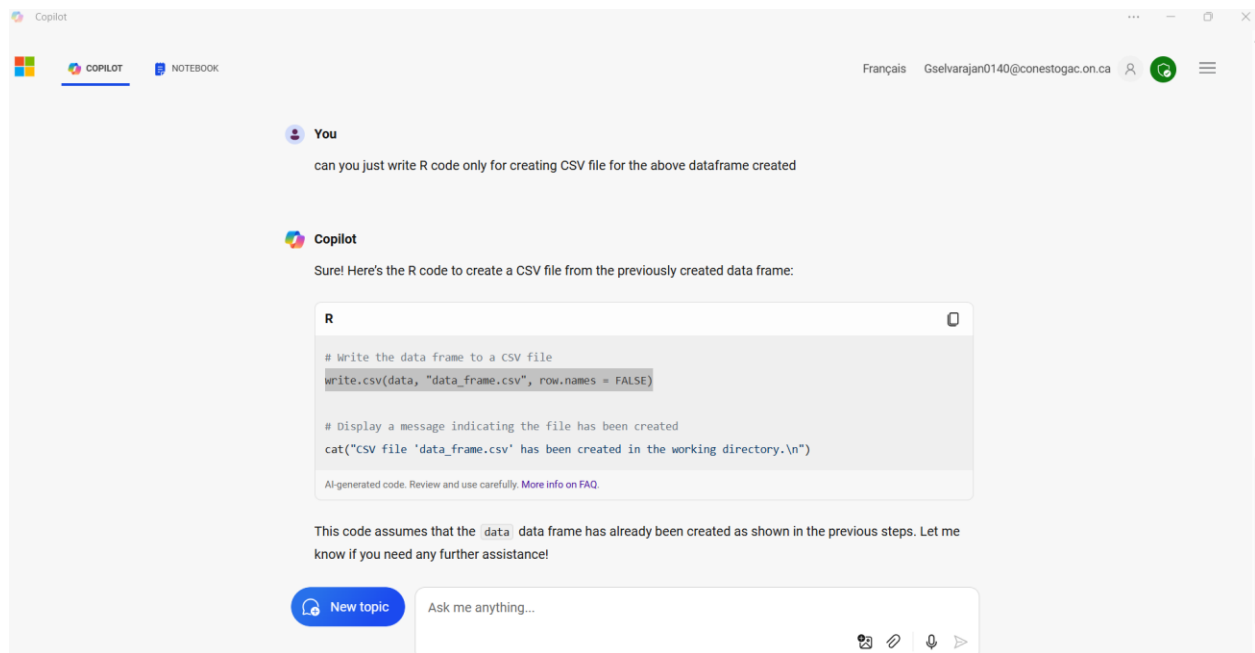 Copilot
COPILOT
NOTEBOOK
Français
Gselvarajan0140@conestogac.on.ca
You
can you just write R code only for creating CSV file for the above dataframe created
Copilot
Sure! Here's the R code to create a CSV file from the previously created data frame:
R
# Write the data frame to a CSV file
write.csv(data, "data_frame.csv", row.names = FALSE)
# Display a message indicating the file has been created
cat("CSV file 'data_frame.csv' has been created in the working directory.\n")
AI-generated code. Review and use carefully. More info on FAQ.
This code assumes that the data data frame has already been created as shown in the previous steps. Let me
know if you need any further assistance!
New topic
Ask me anything...